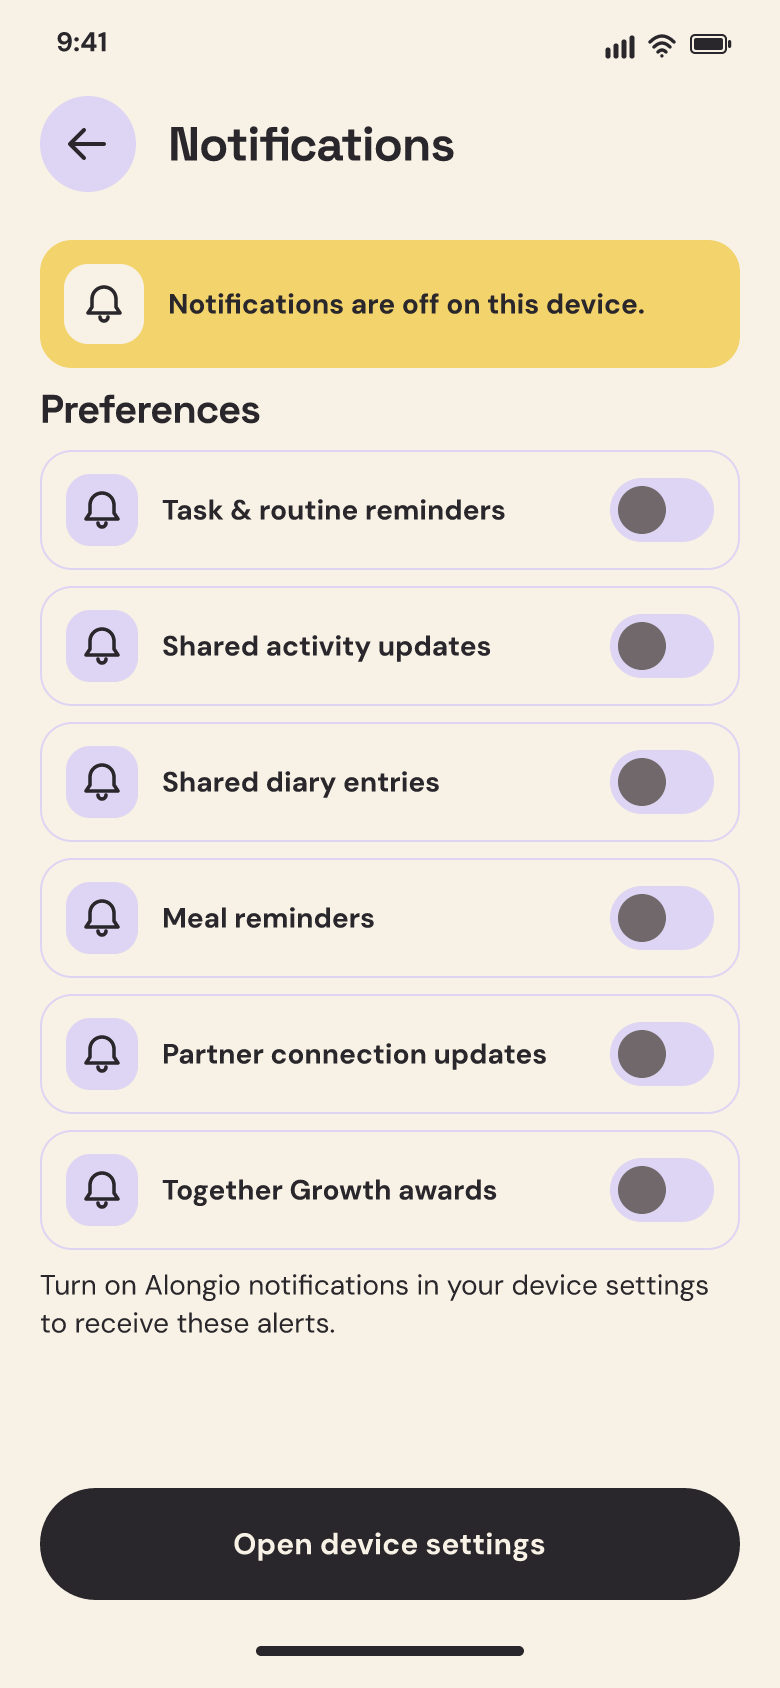 9:41
Notifications
Notifications are off on this device.
Preferences
Task & routine reminders
Shared activity updates
Shared diary entries
Meal reminders
Partner connection updates
Together Growth awards
Turn on Alongio notifications in your device settings
to receive these alerts.
Open device settings